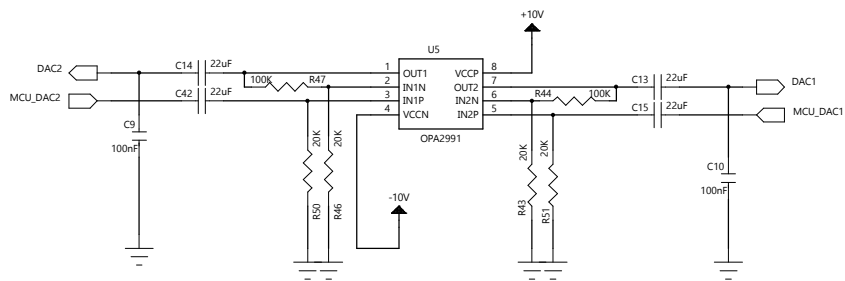 +10V
U5
DAC2
C14
22uF
1
OUT1
VCCP
8
C13
22uF
DAC1
100K
R47
2
IN1N
OUT2
7
R44
100K
MCU_DAC2
C42
22uF
3
IN1P
IN2N
6
C15
22uF
MCU_DAC1
4
VCCN
IN2P
5
C9
100nF
OPA2991
20K
20K
20K
20K
C10
100nF
-10V
R50
R46
R43
R51